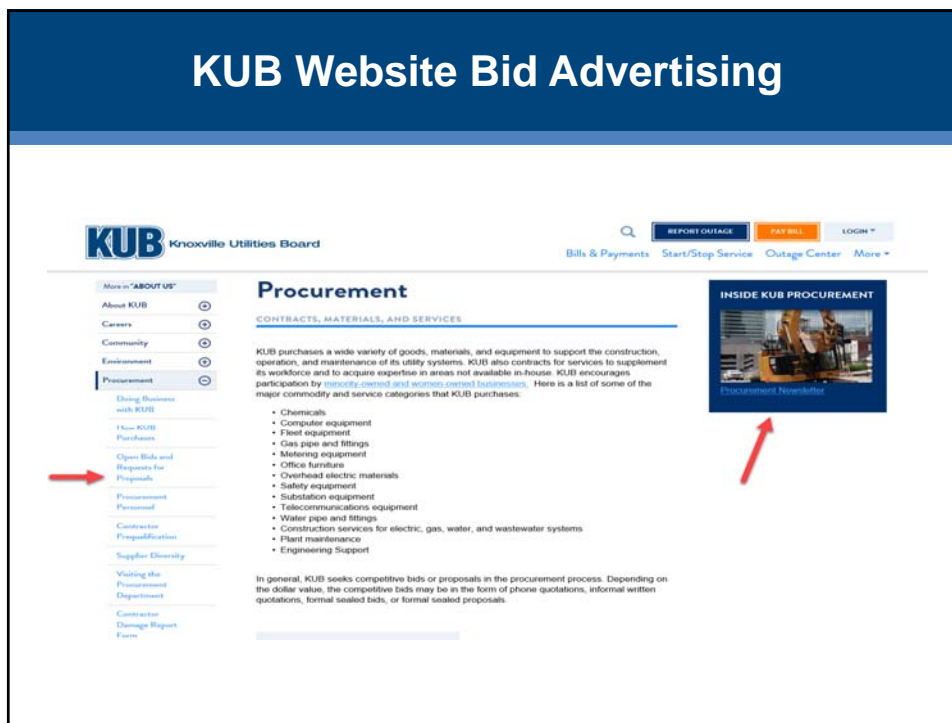 KUB Website Bid Advertising
KUB Knoxville Utilities Board
REPORT OUTAGE PAY BILL LOGIN
Bills & Payments Start/Stop Service Outage Center More
More in "ABOUT US"
About KUB
Careers
Community
Environment
Procurement
Doing Business
with KUB
How KUB
Purchases
Open Bids and
Requests for
Proposals
Procurement
Personnel
Contractor
Prequalification
Supplier Diversity
Visiting the
Procurement
Department
Contractor
Damage Report
Form
Procurement
CONTRACTS, MATERIALS, AND SERVICES
KUB purchases a wide variety of goods, materials, and equipment to support the construction,
operation, and maintenance of its utility systems. KUB also contracts for services to supplement
its workforce and to acquire expertise in areas not available in-house. KUB encourages
participation by minority-owned and women-owned businesses. Here is a list of some of the
major commodity and service categories that KUB purchases:
• Chemicals
• Computer equipment
• Fleet equipment
• Gas pipe and fittings
• Metering equipment
• Office furniture
• Overhead electric materials
• Safety equipment
• Substation equipment
• Telecommunications equipment
• Water pipe and fittings
• Construction services for electric, gas, water, and wastewater systems
• Plant maintenance
• Engineering Support
In general, KUB seeks competitive bids or proposals in the procurement process. Depending on
the dollar value, the competitive bids may be in the form of phone quotations, informal written
quotations, formal sealed bids, or formal sealed proposals.
INSIDE KUB PROCUREMENT
Procurement Newsletter